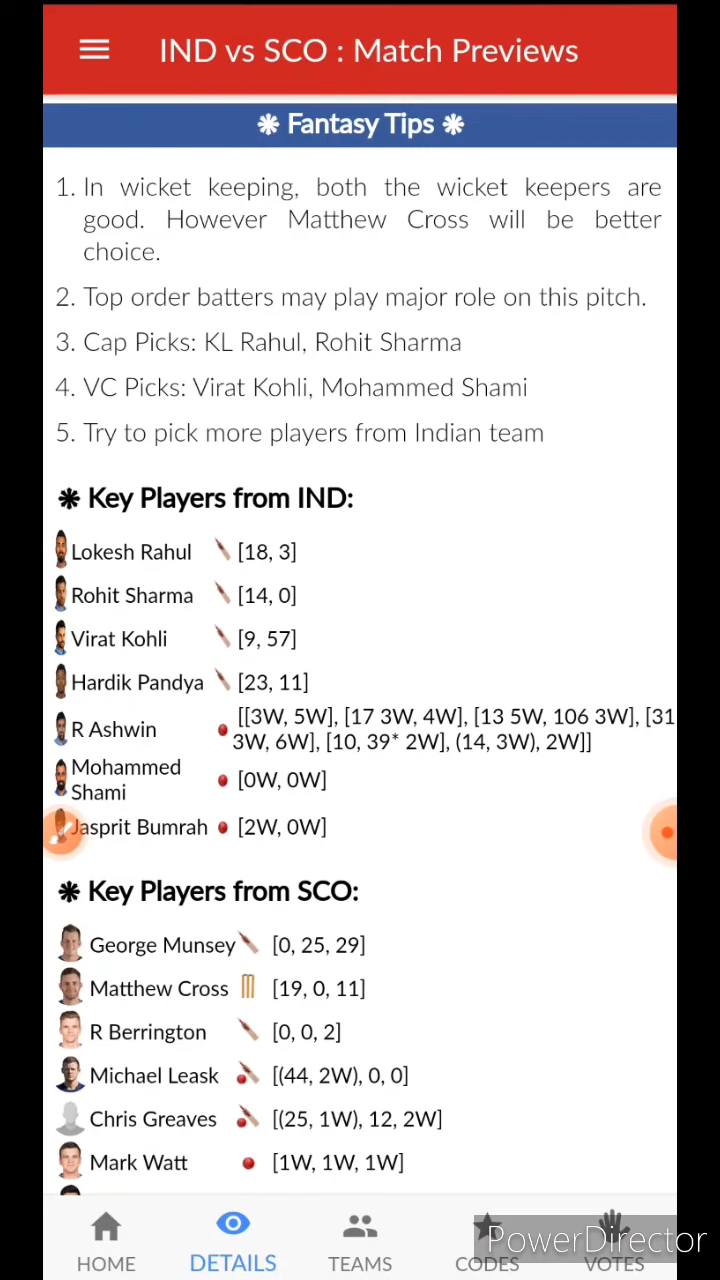 IND vs SCO : Match Previews
❋ Fantasy Tips ❋
1. In wicket keeping, both the wicket keepers are
good. However Matthew Cross will be better
choice.
2. Top order batters may play major role on this pitch.
3. Cap Picks: KL Rahul, Rohit Sharma
4. VC Picks: Virat Kohli, Mohammed Shami
5. Try to pick more players from Indian team
❋ Key Players from IND:
Lokesh Rahul [18, 3]
Rohit Sharma [14, 0]
Virat Kohli [9, 57]
Hardik Pandya [23, 11]
R Ashwin [[3W, 5W], [17 3W, 4W], [13 5W, 106 3W], [31
3W, 6W], [10, 39* 2W], (14, 3W), 2W]]
Mohammed
Shami [0W, 0W]
Jasprit Bumrah [2W, 0W]
❋ Key Players from SCO:
George Munsey [0, 25, 29]
Matthew Cross [19, 0, 11]
R Berrington [0, 0, 2]
Michael Leask [(44, 2W), 0, 0]
Chris Greaves [(25, 1W), 12, 2W]
Mark Watt [1W, 1W, 1W]
PowerDirector
HOME DETAILS TEAMS CODES VOTES